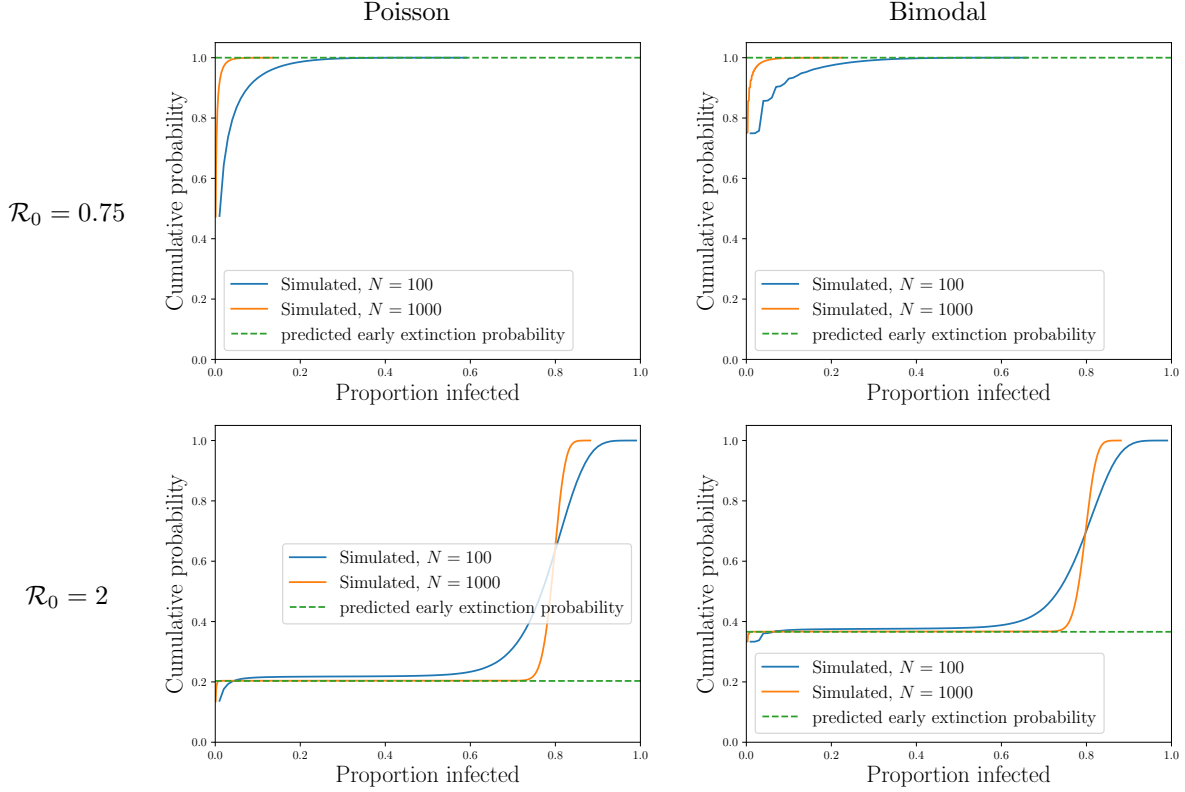 Poisson
Bimodal
$\mathcal{R}_0 = 0.75$
Cumulative probability
1.0
0.8
0.6
0.4
0.2
0.0
Simulated, $N = 100$
Simulated, $N = 1000$
predicted early extinction probability
0.0 0.2 0.4 0.6 0.8 1.0
Proportion infected
Cumulative probability
1.0
0.8
0.6
0.4
0.2
0.0
Simulated, $N = 100$
Simulated, $N = 1000$
predicted early extinction probability
0.0 0.2 0.4 0.6 0.8 1.0
Proportion infected
$\mathcal{R}_0 = 2$
Cumulative probability
1.0
0.8
0.6
0.4
0.2
0.0
Simulated, $N = 100$
Simulated, $N = 1000$
predicted early extinction probability
0.0 0.2 0.4 0.6 0.8 1.0
Proportion infected
Cumulative probability
1.0
0.8
0.6
0.4
0.2
0.0
Simulated, $N = 100$
Simulated, $N = 1000$
predicted early extinction probability
0.0 0.2 0.4 0.6 0.8 1.0
Proportion infected